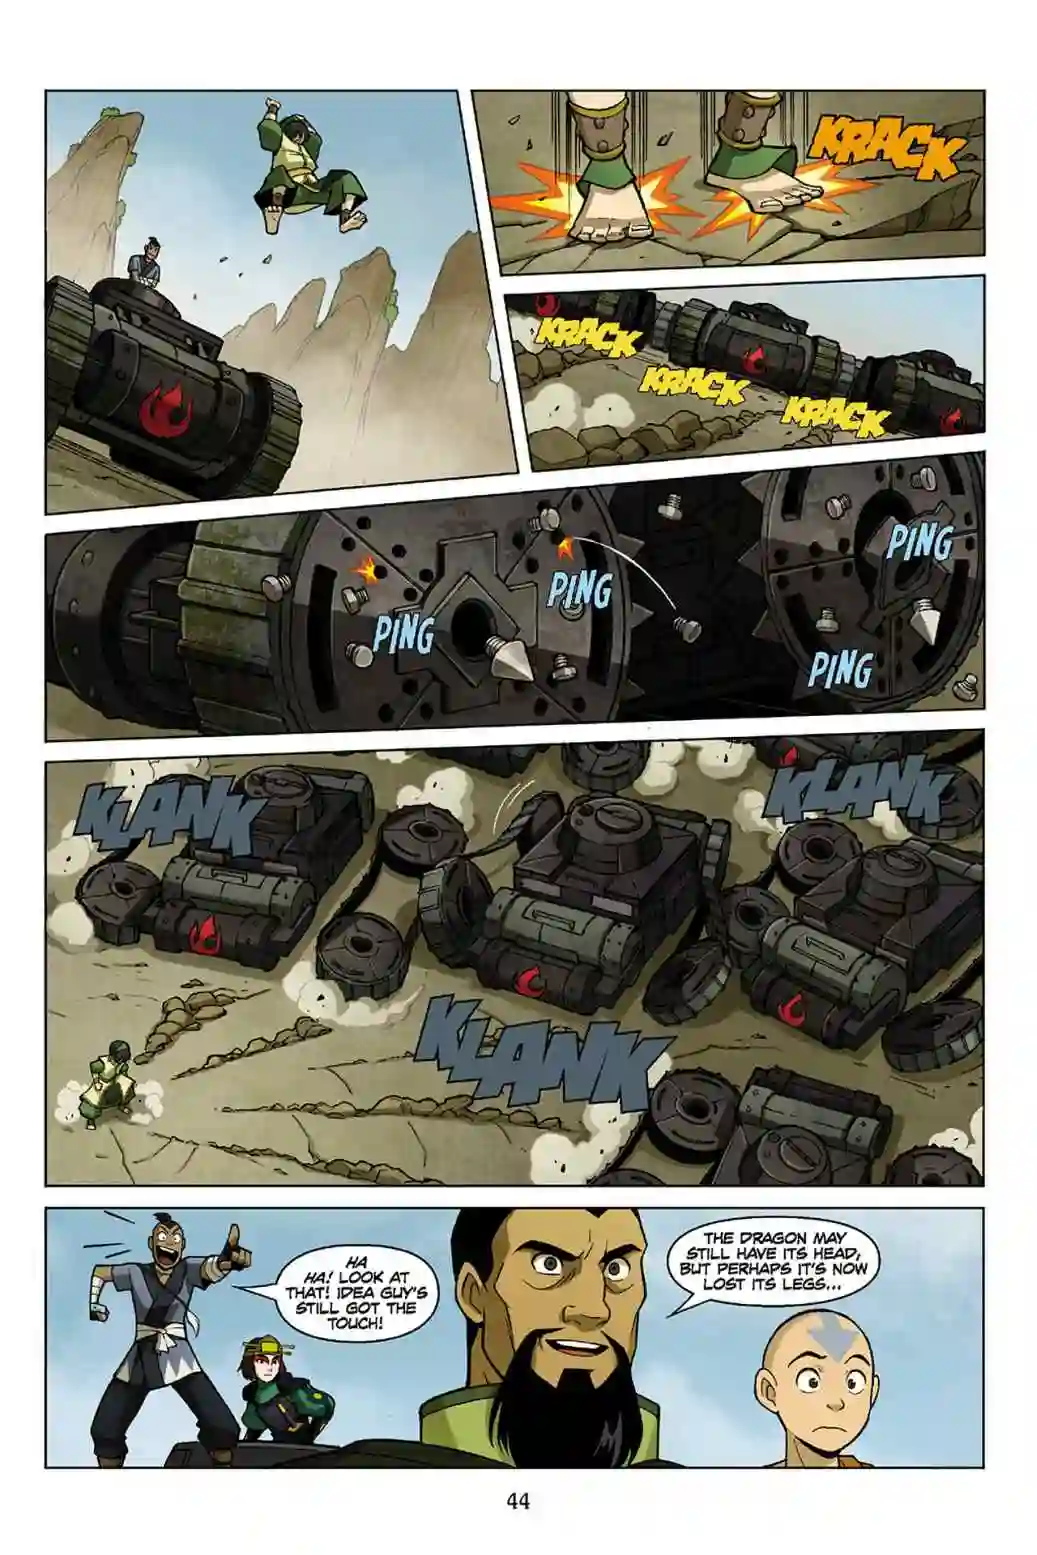 KRACK
KRACK
KRACK
KRACK
PING
PING
PING
PING
KLANK
KLANK
KLANK
HA
HA! LOOK AT
THAT! IDEA GUY'S
STILL GOT THE
TOUCH!
THE DRAGON MAY
STILL HAVE ITS HEAD,
BUT PERHAPS IT'S NOW
LOST ITS LEGS...
44